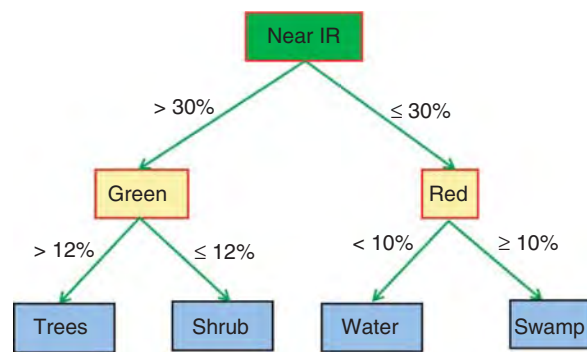 Near IR
> 30%
≤ 30%
Green
Red
> 12%
≤ 12%
< 10%
≥ 10%
Trees
Shrub
Water
Swamp